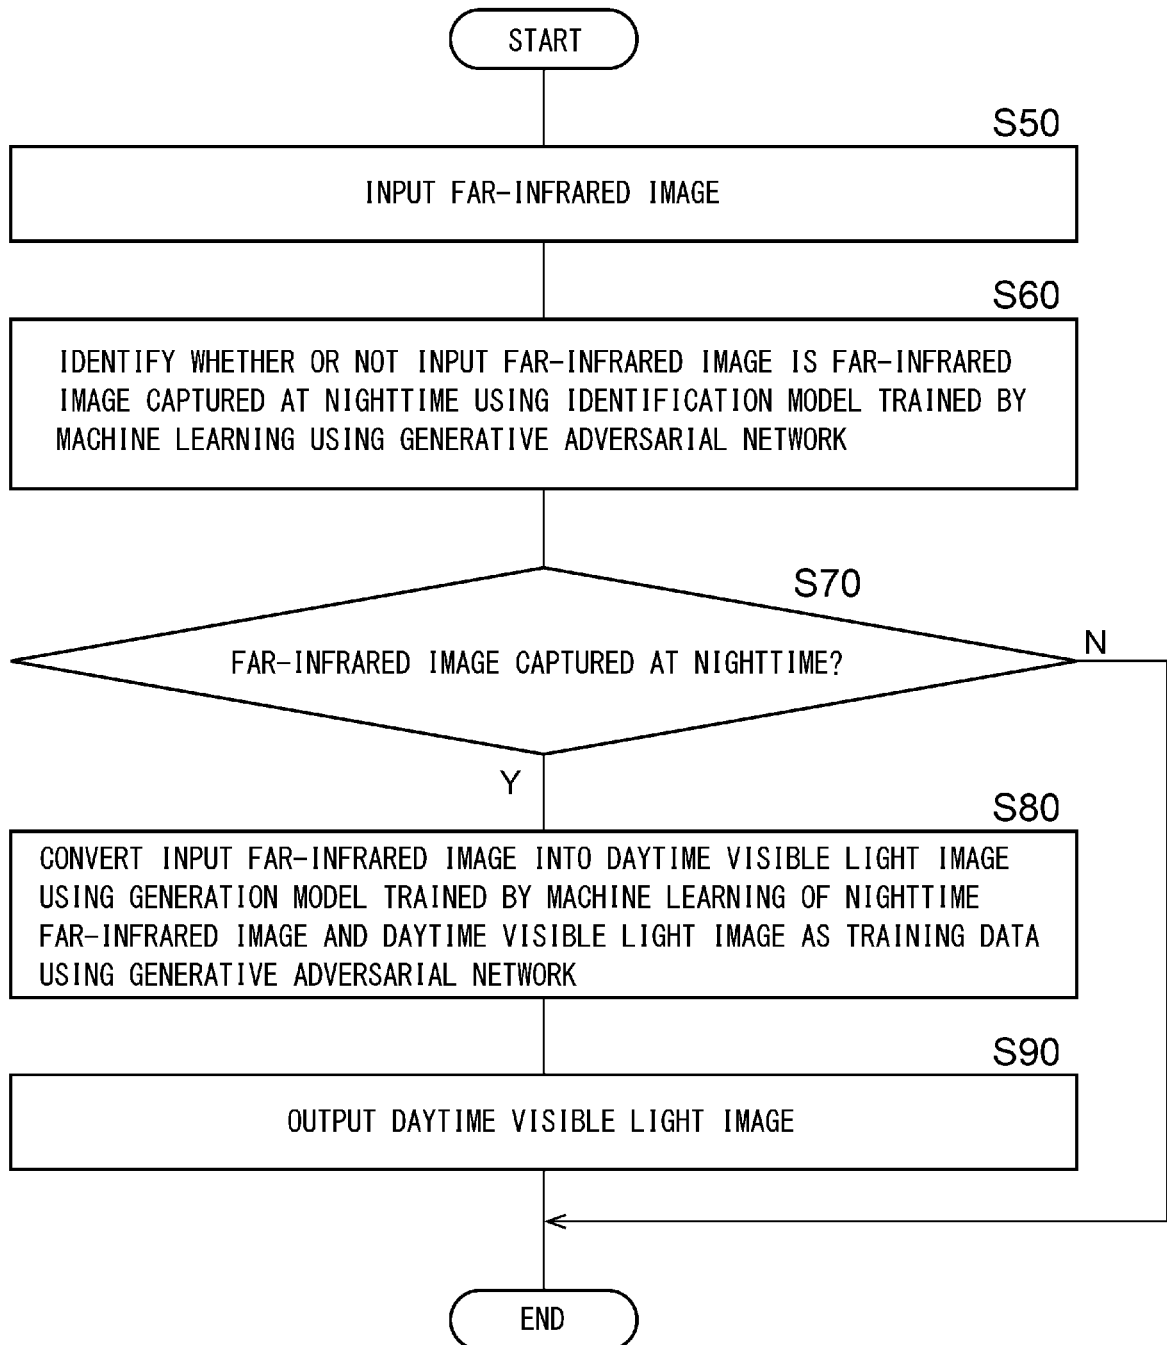 START
S50
INPUT FAR-INFRARED IMAGE
S60
IDENTIFY WHETHER OR NOT INPUT FAR-INFRARED IMAGE IS FAR-INFRARED
IMAGE CAPTURED AT NIGHTTIME USING IDENTIFICATION MODEL TRAINED BY
MACHINE LEARNING USING GENERATIVE ADVERSARIAL NETWORK
S70
FAR-INFRARED IMAGE CAPTURED AT NIGHTTIME?
N
Y
S80
CONVERT INPUT FAR-INFRARED IMAGE INTO DAYTIME VISIBLE LIGHT IMAGE
USING GENERATION MODEL TRAINED BY MACHINE LEARNING OF NIGHTTIME
FAR-INFRARED IMAGE AND DAYTIME VISIBLE LIGHT IMAGE AS TRAINING DATA
USING GENERATIVE ADVERSARIAL NETWORK
S90
OUTPUT DAYTIME VISIBLE LIGHT IMAGE
END